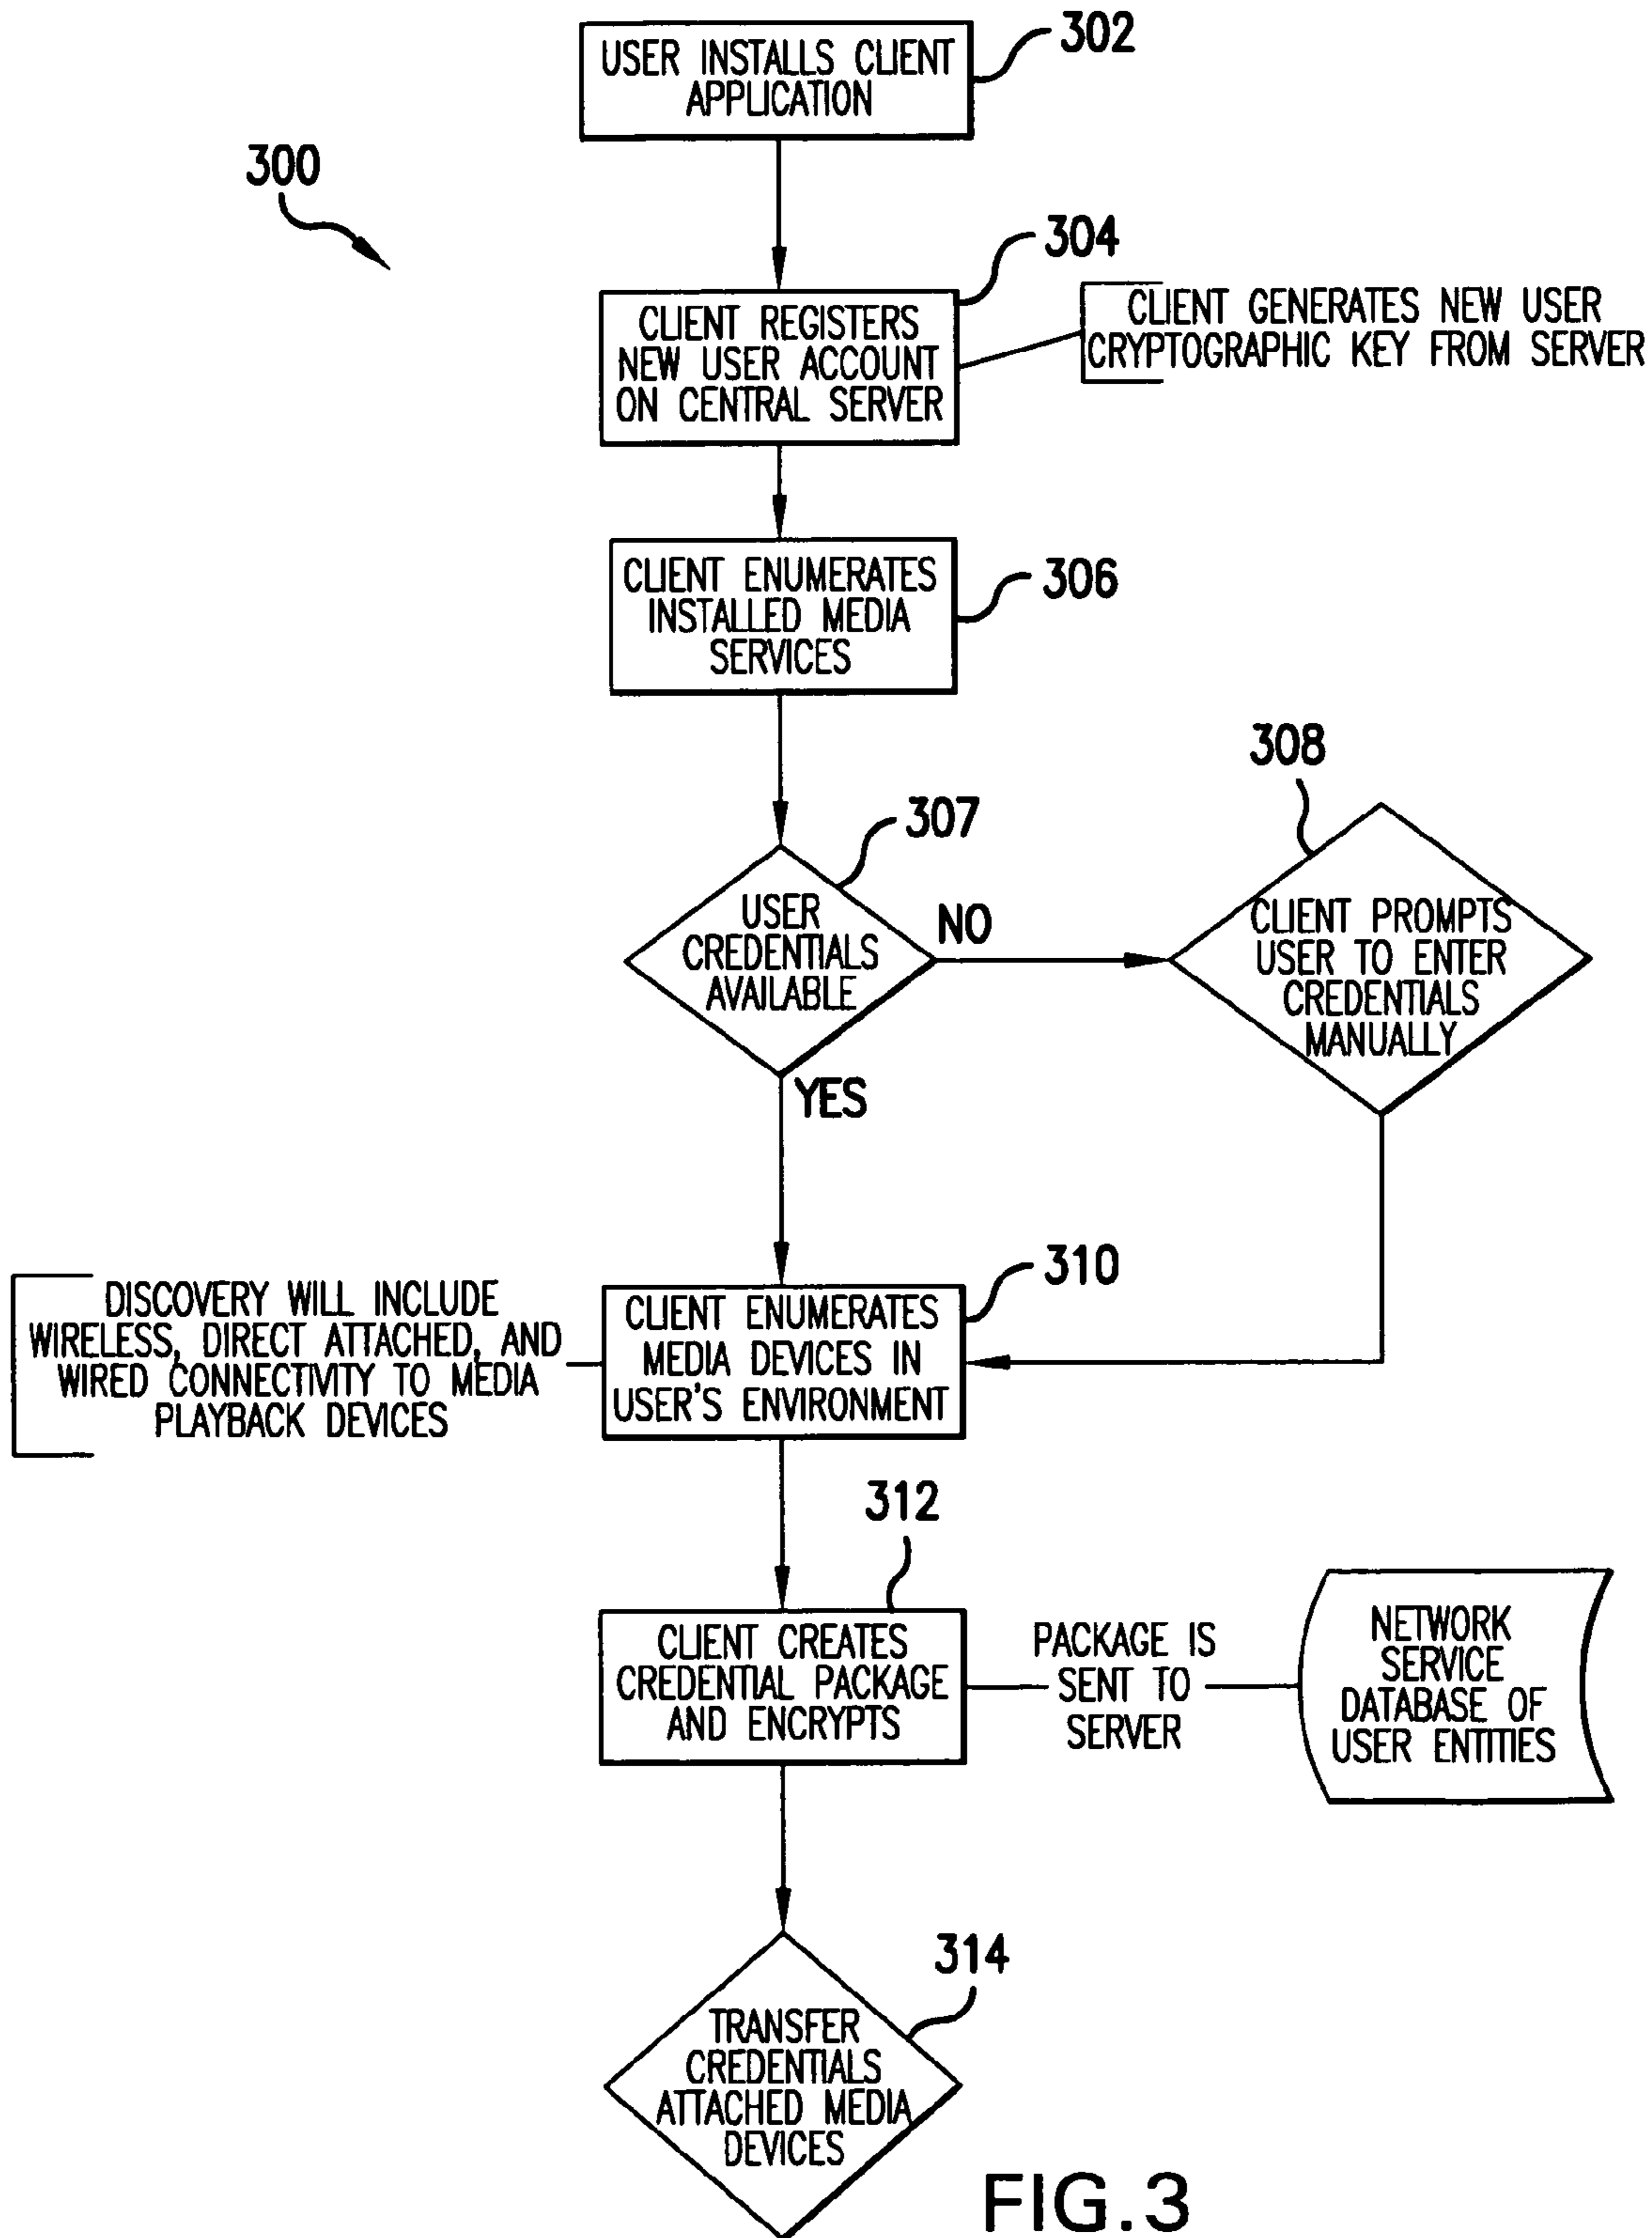 302
USER INSTALLS CLIENT
APPLICATION
300
304
CLIENT REGISTERS
NEW USER ACCOUNT
ON CENTRAL SERVER
CLIENT GENERATES NEW USER
CRYPTOGRAPHIC KEY FROM SERVER
306
CLIENT ENUMERATES
INSTALLED MEDIA
SERVICES
307
USER
CREDENTIALS
AVAILABLE
NO
YES
308
CLIENT PROMPTS
USER TO ENTER
CREDENTIALS
MANUALLY
310
CLIENT ENUMERATES
MEDIA DEVICES IN
USER'S ENVIRONMENT
DISCOVERY WILL INCLUDE
WIRELESS, DIRECT ATTACHED, AND
WIRED CONNECTIVITY TO MEDIA
PLAYBACK DEVICES
312
CLIENT CREATES
CREDENTIAL PACKAGE
AND ENCRYPTS
PACKAGE IS
SENT TO
SERVER
NETWORK
SERVICE
DATABASE OF
USER ENTITIES
314
TRANSFER
CREDENTIALS
ATTACHED MEDIA
DEVICES
FIG.3